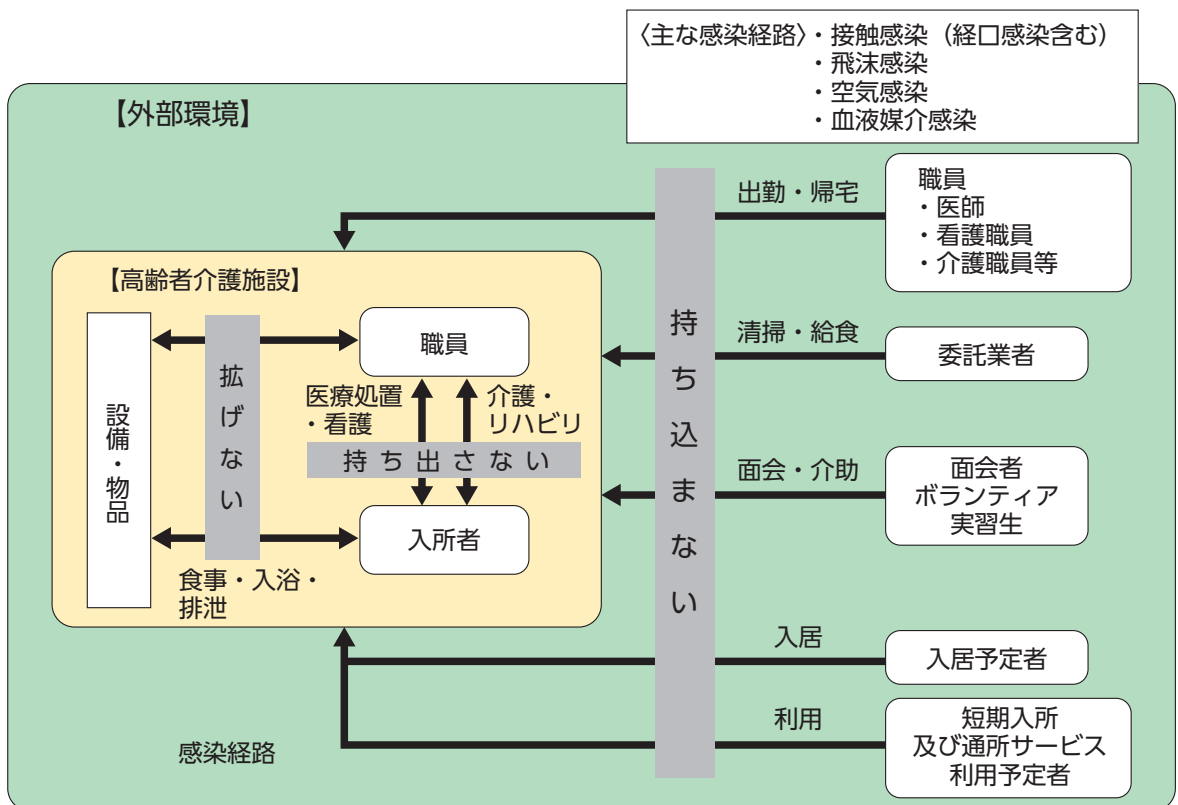 〈主な感染経路〉・接触感染（経口感染含む）
・飛沫感染
・空気感染
・血液媒介感染
【外部環境】
出勤・帰宅
職員
・医師
・看護職員
・介護職員等
【高齢者介護施設】
設備・物品
拡げない
職員
医療処置
・看護
介護・
リハビリ
持ち出さない
入所者
食事・入浴・
排泄
持ち込まない
清掃・給食
委託業者
面会・介助
面会者
ボランティア
実習生
入居
入居予定者
利用
短期入所
及び通所サービス
利用予定者
感染経路